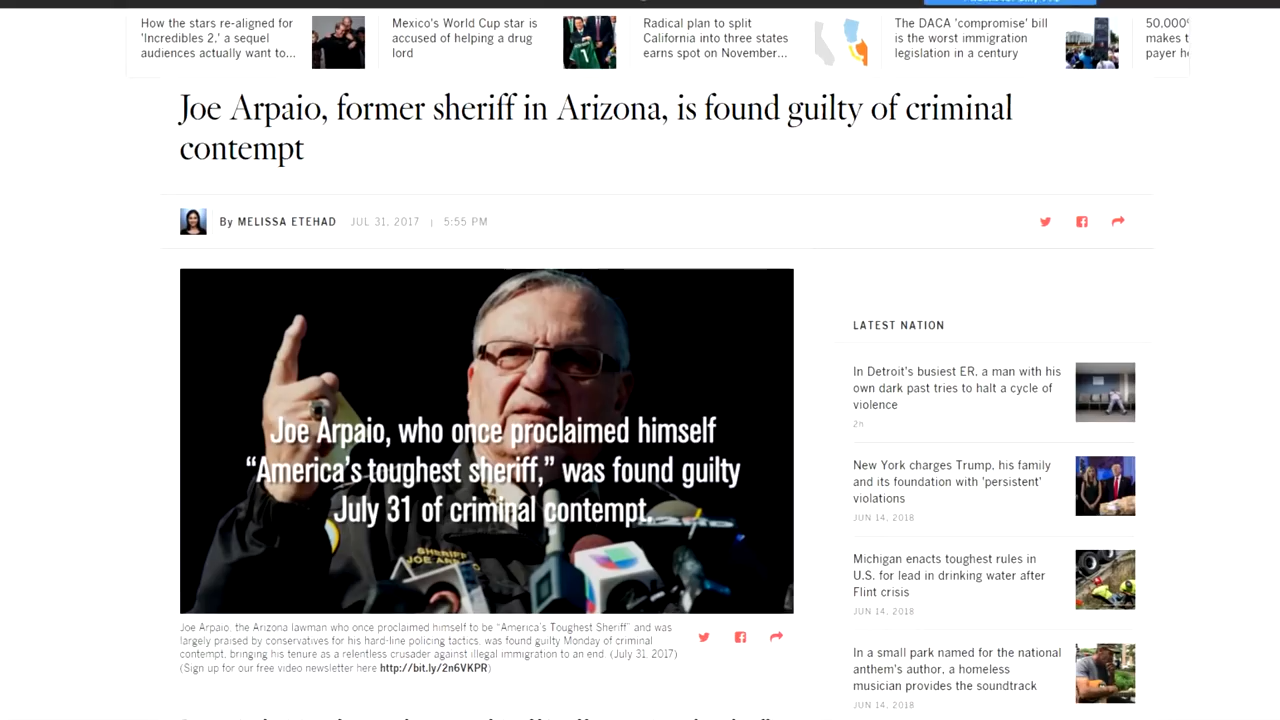 How the stars re-aligned for
'Incredibles 2,' a sequel
audiences actually want to...
Mexico's World Cup star is
accused of helping a drug
lord
Radical plan to split
California into three states
earns spot on November...
The DACA 'compromise' bill
is the worst immigration
legislation in a century
makes
Joe Arpaio, former sheriff in Arizona, is found guilty of criminal
contempt
By MELISSA ETEHAD JUL 31, 2017 | 5:55 PM
Joe Arpaio, who once proclaimed himself
“America's toughest sheriff,” was found guilty
July 31 of criminal contempt.
SHERIFF
Joe Arpaio, the Arizona lawman who once proclaimed himself to be “America's Toughest Sheriff” and was
largely praised by conservatives for his hard-line policing tactics, was found guilty Monday of criminal
contempt, bringing his tenure as a relentless crusader against illegal immigration to an end. (July 31, 2017)
(Sign up for our free video newsletter here http://bit.ly/2n6VKPR)
LATEST NATION
In Detroit's busiest ER, a man with his
own dark past tries to halt a cycle of
violence
2h
New York charges Trump, his family
and its foundation with 'persistent'
violations
JUN 14, 2018
Michigan enacts toughest rules in
U.S. for lead in drinking water after
Flint crisis
JUN 14, 2018
In a small park named for the national
anthem's author, a homeless
musician provides the soundtrack
JUN 14, 2018